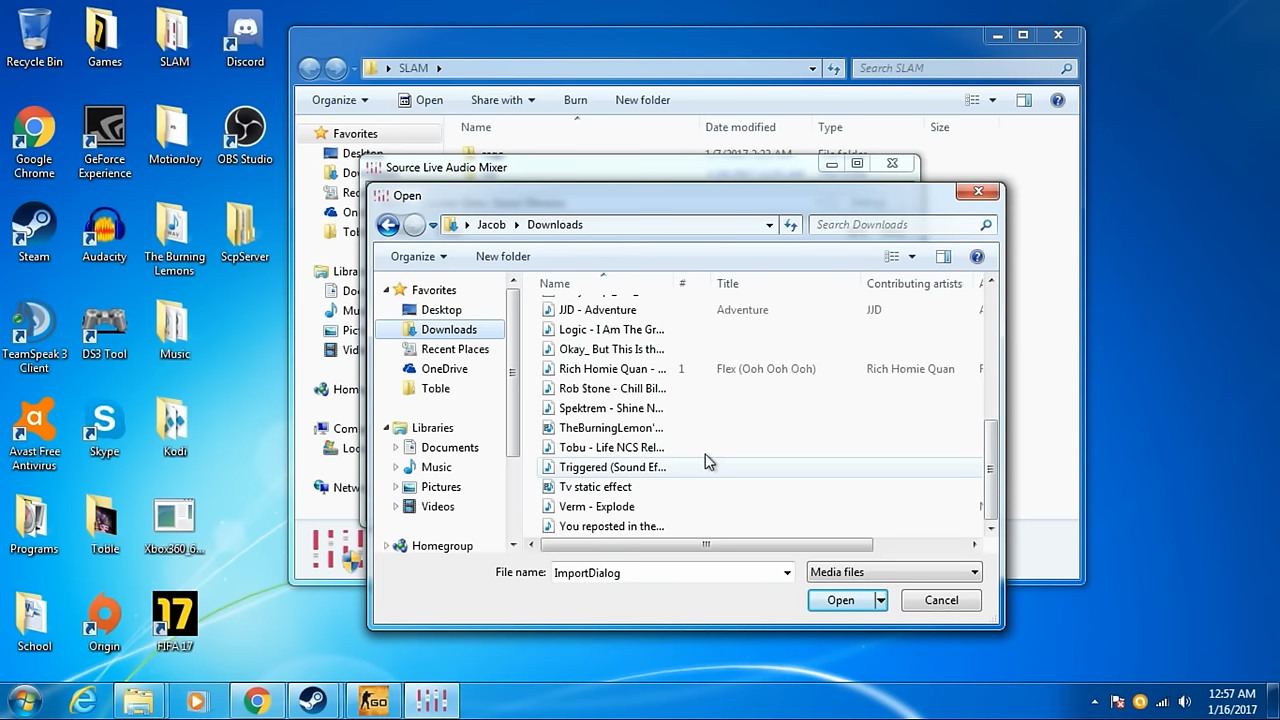 Recycle Bin
Games
SLAM
Discord
Google Chrome
GeForce Experience
MotionJoy
OBS Studio
Steam
Audacity
The Burning Lemons
ScpServer
TeamSpeak 3 Client
DS3 Tool
Music
Avast Free Antivirus
Skype
Kodi
Programs
Toble
Xbox360_6...
School
Origin
FIFA 17
SLAM
Search SLAM
Organize
Open
Share with
Burn
New folder
Favorites
Name
Date modified
Type
Size
Source Live Audio Mixer
Open
Jacob
Downloads
Search Downloads
Organize
New folder
Favorites
Desktop
Downloads
Recent Places
OneDrive
Toble
Libraries
Documents
Music
Pictures
Videos
Homegroup
Name # Title Contributing artists
JJD - Adventure Adventure JJD
Logic - I Am The Gr...
Okay_ But This Is th...
Rich Homie Quan - ... 1 Flex (Ooh Ooh Ooh) Rich Homie Quan
Rob $tone - Chill Bil...
Spektrem - Shine N...
TheBurningLemon'...
Tobu - Life NCS Rel...
Triggered (Sound Ef...
Tv static effect
Verm - Explode
You reposted in the...
File name: ImportDialog
Media files
Open
Cancel
GO
12:57 AM
1/16/2017